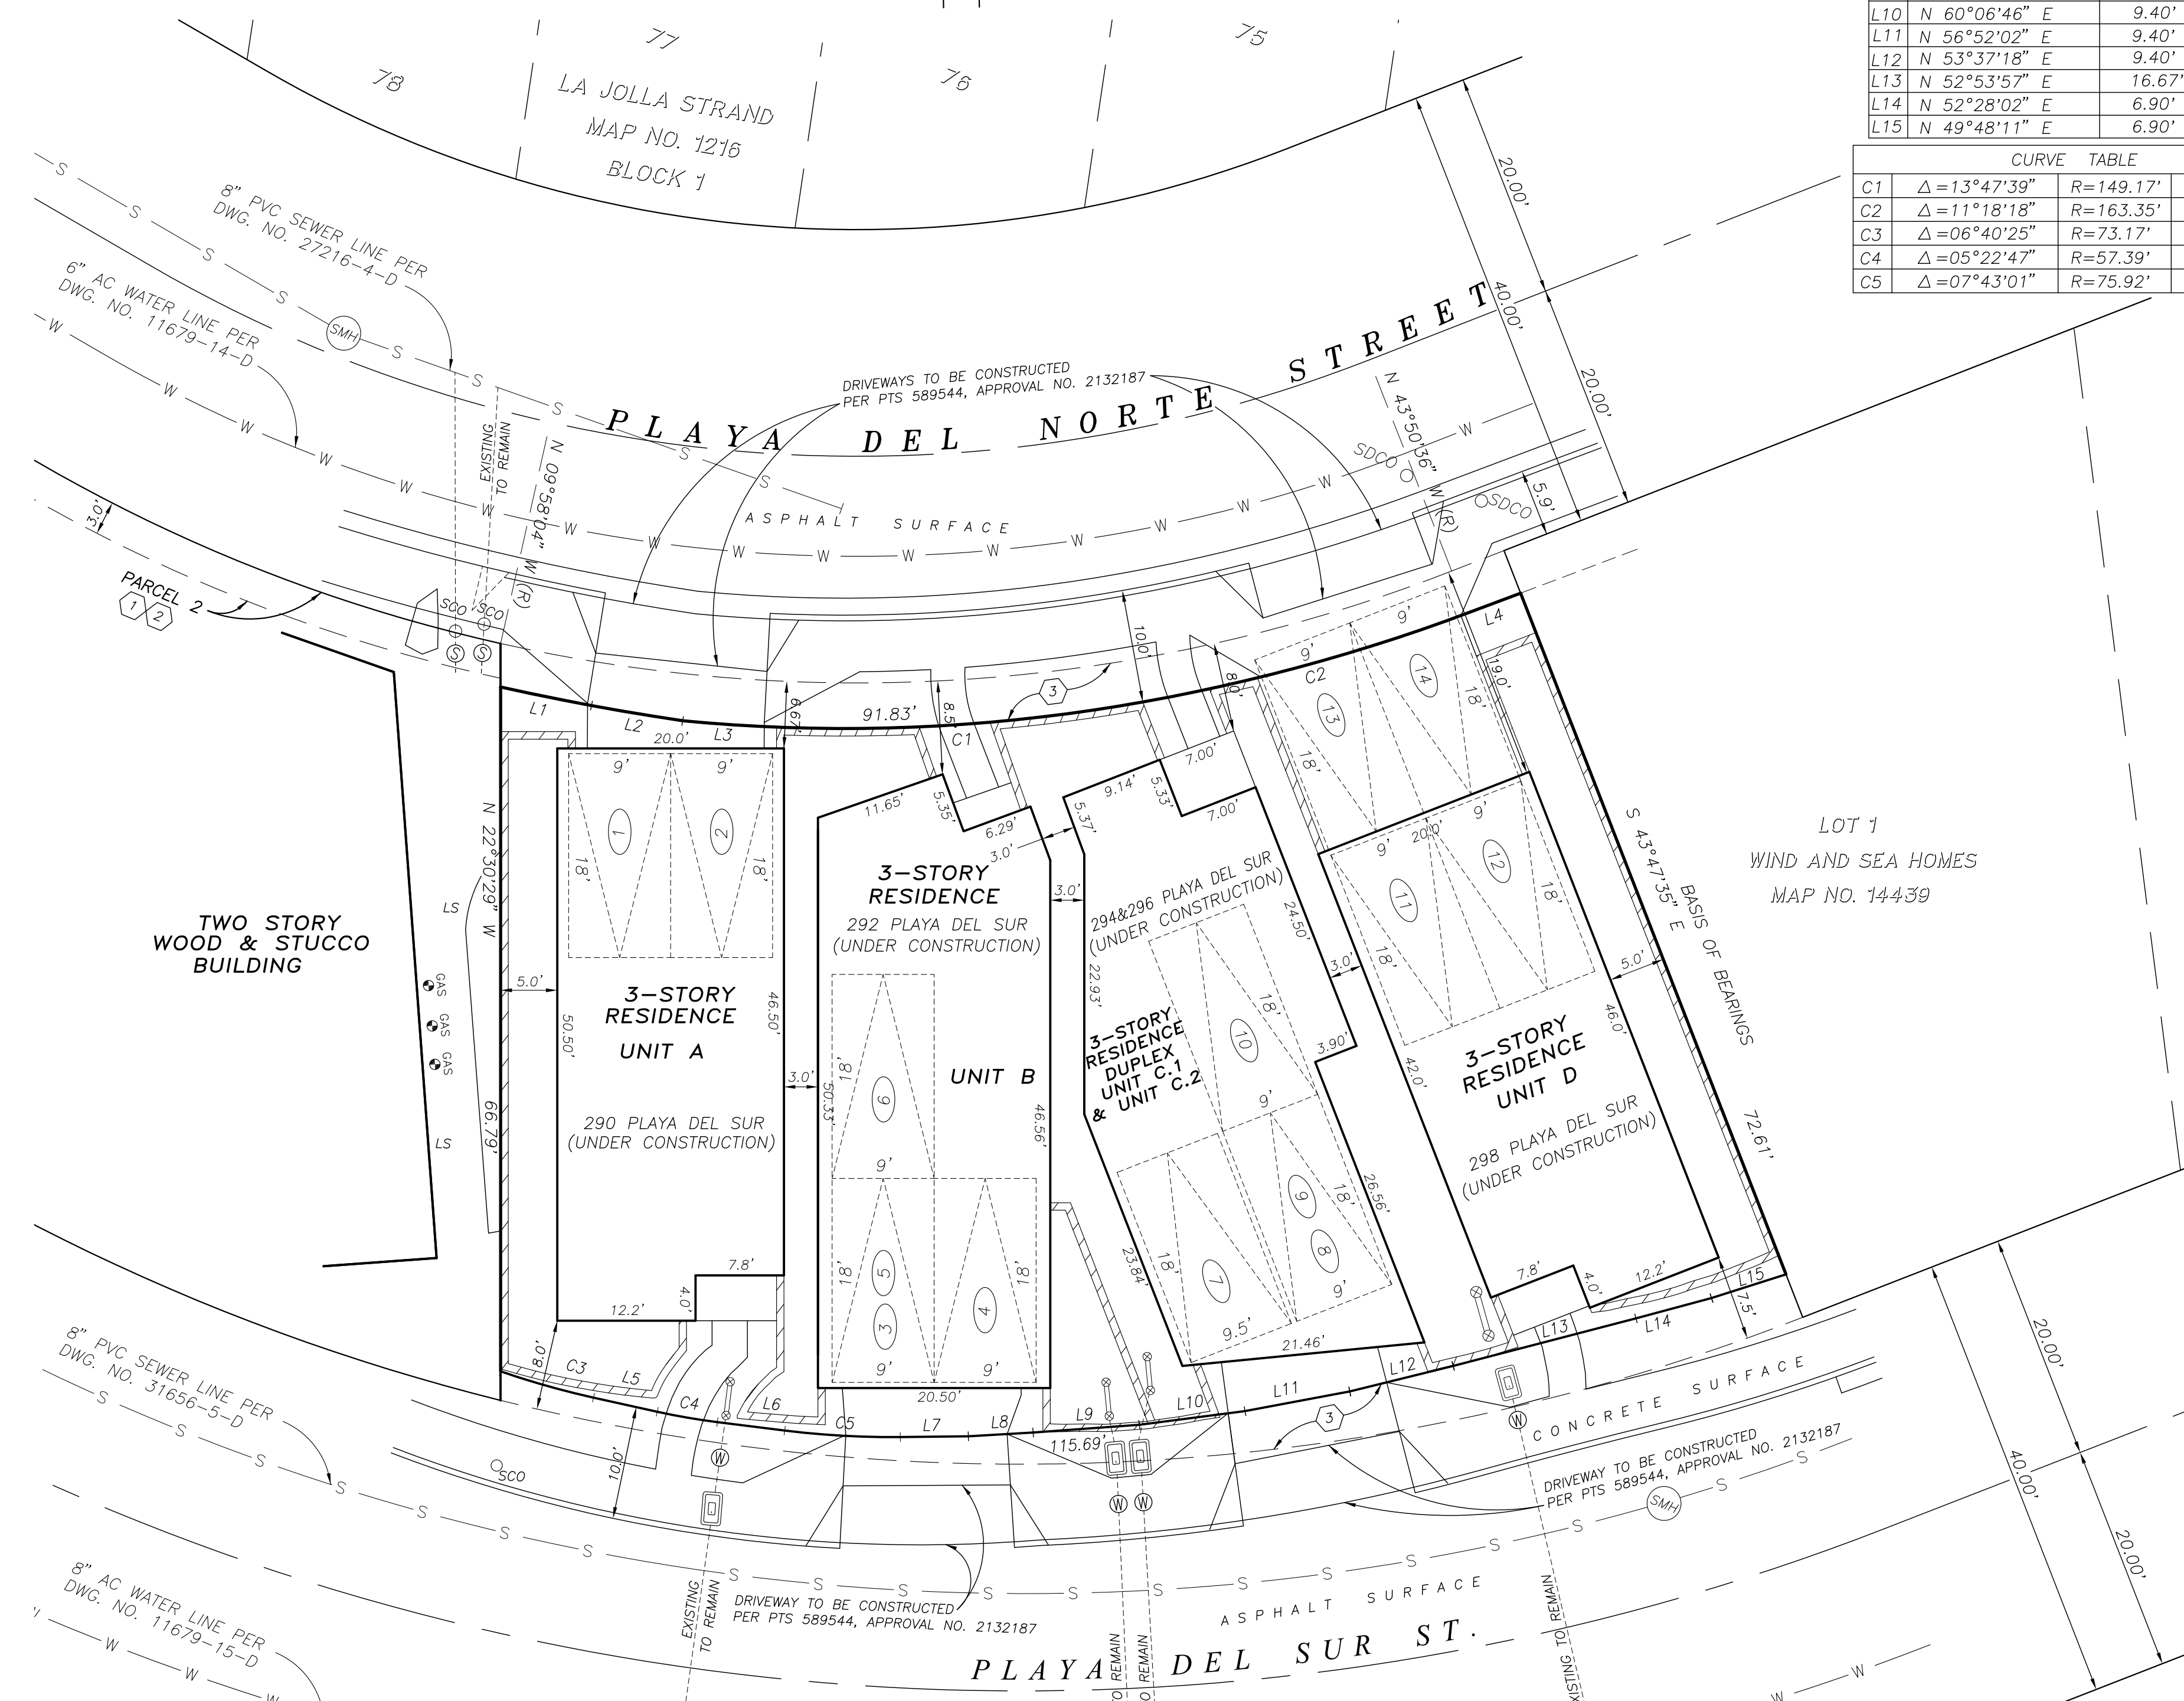 L10 N 60°06'46" E 9.40'
L11 N 56°52'02" E 9.40'
L12 N 53°37'18" E 9.40'
L13 N 52°53'57" E 16.67'
L14 N 52°28'02" E 6.90'
L15 N 49°48'11" E 6.90'
CURVE TABLE
C1 △=13°47'39" R=149.17'
C2 △=11°18'18" R=163.35'
C3 △=06°40'25" R=73.17'
C4 △=05°22'47" R=57.39'
C5 △=07°43'01" R=75.92'
78
77
76
75
LA JOLLA STRAND
MAP NO. 1216
BLOCK 1
8" PVC SEWER LINE PER
DWG. NO. 27216-4-D
6" AC WATER LINE PER
DWG. NO. 11679-14-D
SMH
EXISTING
TO REMAIN
N 09°58'04" W (R)
DRIVEWAYS TO BE CONSTRUCTED
PER PTS 589544, APPROVAL NO. 2132187
PLAYA DEL NORTE STREET
ASPHALT SURFACE
N 43°50'36" W (R)
SDCO
SDCO
20.00'
40.00'
20.00'
5.9'
3.0'
PARCEL 2
1
2
SCO
SCO
S
S
L1
L2
L3
91.83'
C1
C2
L4
3
10.0'
8.0'
8.5'
6.67'
19.0'
TWO STORY
WOOD & STUCCO
BUILDING
LS
LS
GAS
GAS
GAS
N 22°30'29" W
66.79'
5.0'
20.0'
9'
9'
1
2
18'
18'
3-STORY
RESIDENCE
UNIT A
290 PLAYA DEL SUR
(UNDER CONSTRUCTION)
50.50'
46.50'
7.8'
4.0'
12.2'
8.0'
3.0'
11.65'
5.35'
6.29'
3.0'
3-STORY
RESIDENCE
292 PLAYA DEL SUR
(UNDER CONSTRUCTION)
UNIT B
50.33'
46.56'
18'
6
9'
18'
5
3
4
18'
9'
9'
20.50'
3.0'
5.37'
9.14'
5.33'
7.00'
7.00'
294&296 PLAYA DEL SUR
(UNDER CONSTRUCTION)
22.93'
24.50'
3-STORY
RESIDENCE
DUPLEX
UNIT C.1
& UNIT C.2
18'
10
9'
3.90'
3.0'
26.56'
23.84'
18'
7
9
8
18'
9.5'
9'
21.46'
9'
9'
13
14
18'
18'
20.0'
9'
9'
11
12
18'
18'
3-STORY
RESIDENCE
UNIT D
298 PLAYA DEL SUR
(UNDER CONSTRUCTION)
42.0'
46.0'
5.0'
7.8'
4.0'
12.2'
7.5'
S 43°47'35" E
BASIS OF BEARINGS
72.61'
LOT 1
WIND AND SEA HOMES
MAP NO. 14439
C3
L5
C4
L6
C5
L7
L8
L9
L10
L11
L12
L13
L14
L15
115.69'
3
8" PVC SEWER LINE PER
DWG. NO. 31656-5-D
SCO
10.0'
8" AC WATER LINE PER
DWG. NO. 11679-15-D
CONCRETE SURFACE
DRIVEWAY TO BE CONSTRUCTED
PER PTS 589544, APPROVAL NO. 2132187
SMH
DRIVEWAY TO BE CONSTRUCTED
PER PTS 589544, APPROVAL NO. 2132187
ASPHALT SURFACE
PLAYA DEL SUR ST.
EXISTING
TO REMAIN
TO REMAIN
TO REMAIN
EXISTING TO REMAIN
20.00'
40.00'
20.00'